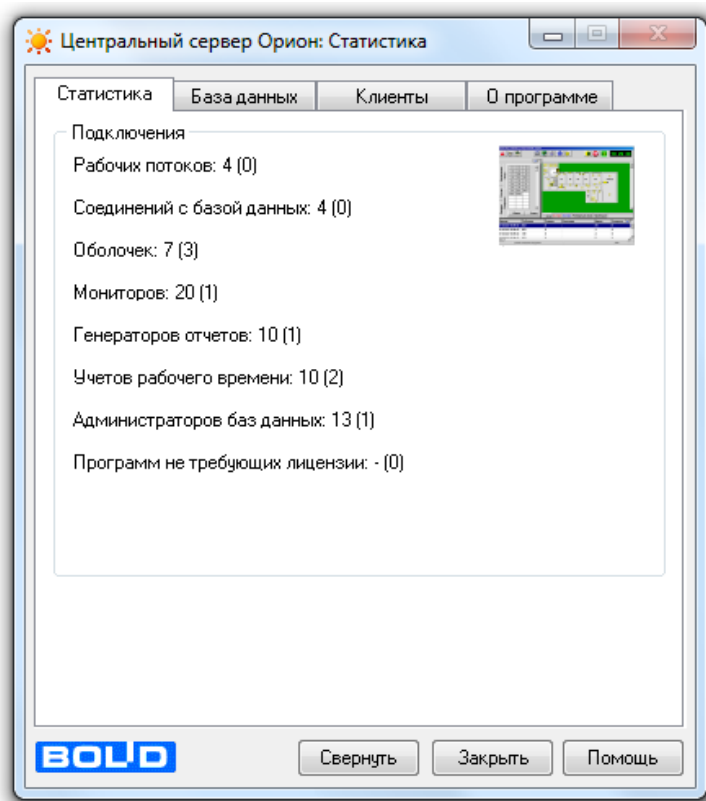 Центральный сервер Орион: Статистика
Статистика База данных Клиенты О программе
Подключения
Рабочих потоков: 4 (0)
Соединений с базой данных: 4 (0)
Оболочек: 7 (3)
Мониторов: 20 (1)
Генераторов отчетов: 10 (1)
Учетов рабочего времени: 10 (2)
Администраторов баз данных: 13 (1)
Программ не требующих лицензии: - (0)
BOLID Свернуть Закрыть Помощь